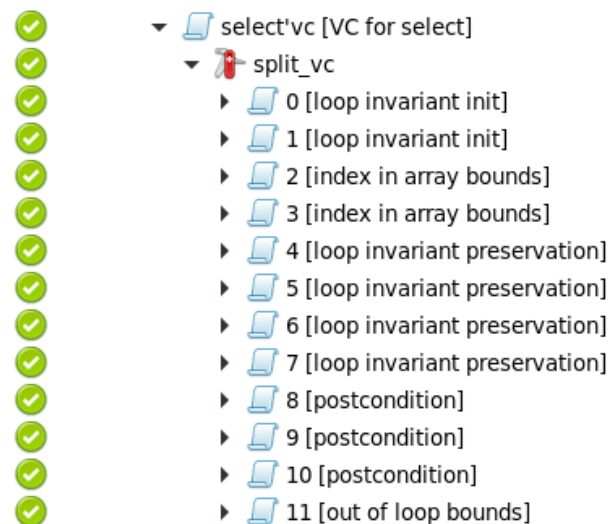 select'vc [VC for select]
split_vc
0 [loop invariant init]
1 [loop invariant init]
2 [index in array bounds]
3 [index in array bounds]
4 [loop invariant preservation]
5 [loop invariant preservation]
6 [loop invariant preservation]
7 [loop invariant preservation]
8 [postcondition]
9 [postcondition]
10 [postcondition]
11 [out of loop bounds]